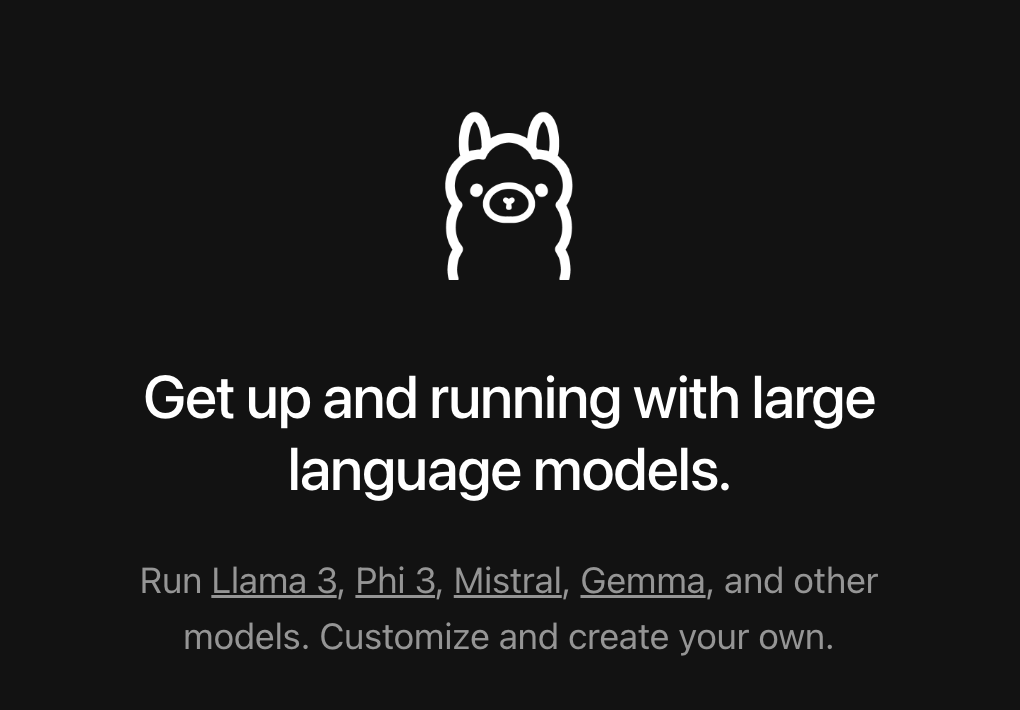 Get up and running with large
language models.
Run Llama 3, Phi 3, Mistral, Gemma, and other
models. Customize and create your own.